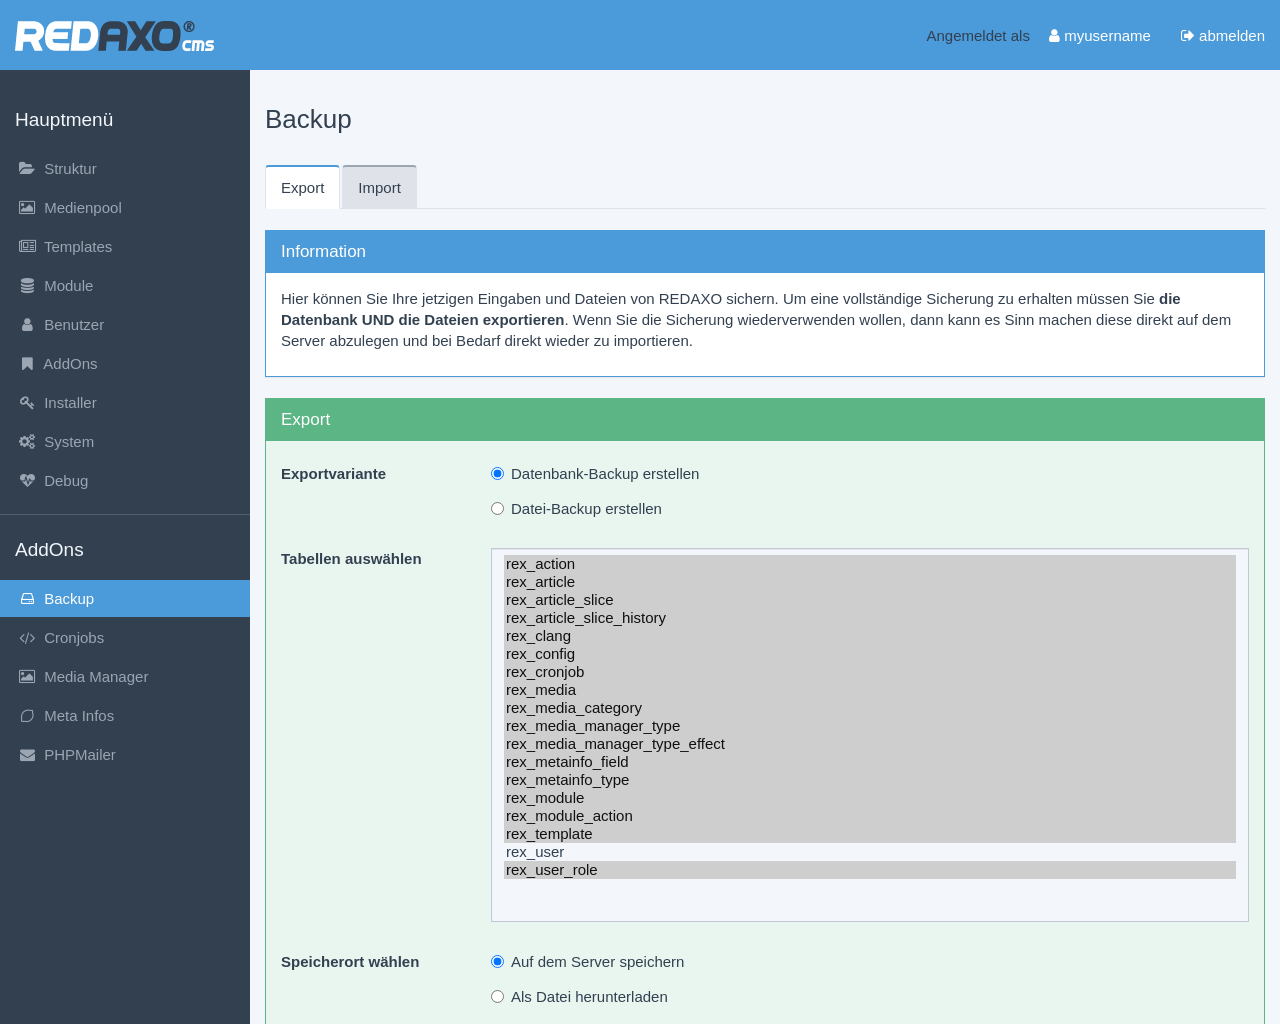 REDAXO® cms
Angemeldet als myusername abmelden
Hauptmenü
Struktur
Medienpool
Templates
Module
Benutzer
AddOns
Installer
System
Debug
AddOns
Backup
Cronjobs
Media Manager
Meta Infos
PHPMailer
Backup
Export Import
Information
Hier können Sie Ihre jetzigen Eingaben und Dateien von REDAXO sichern. Um eine vollständige Sicherung zu erhalten müssen Sie die
Datenbank UND die Dateien exportieren. Wenn Sie die Sicherung wiederverwenden wollen, dann kann es Sinn machen diese direkt auf dem
Server abzulegen und bei Bedarf direkt wieder zu importieren.
Export
Exportvariante
Datenbank-Backup erstellen
Datei-Backup erstellen
Tabellen auswählen
rex_action
rex_article
rex_article_slice
rex_article_slice_history
rex_clang
rex_config
rex_cronjob
rex_media
rex_media_category
rex_media_manager_type
rex_media_manager_type_effect
rex_metainfo_field
rex_metainfo_type
rex_module
rex_module_action
rex_template
rex_user
rex_user_role
Speicherort wählen
Auf dem Server speichern
Als Datei herunterladen